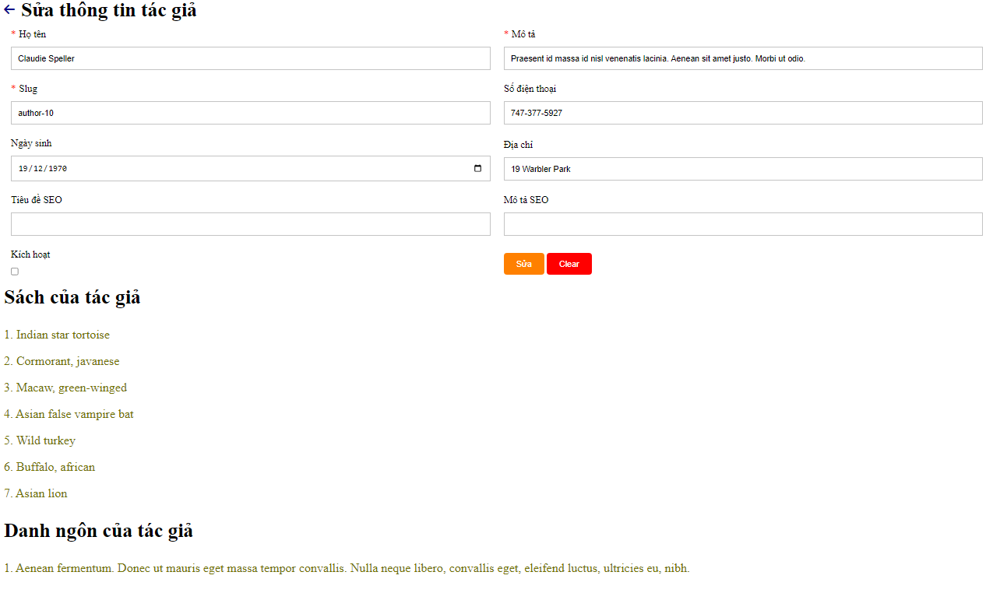 Sửa thông tin tác giả
* Họ tên
* Mô tả
Claudie Speller
Praesent id massa id nisl venenatis lacinia. Aenean sit amet justo. Morbi ut odio.
* Slug
Số điện thoại
author-10
747-377-5927
Ngày sinh
Địa chỉ
19/12/1970
19 Warbler Park
Tiêu đề SEO
Mô tả SEO
Kích hoạt
Sửa
Clear
Sách của tác giả
1. Indian star tortoise
2. Cormorant, javanese
3. Macaw, green-winged
4. Asian false vampire bat
5. Wild turkey
6. Buffalo, african
7. Asian lion
Danh ngôn của tác giả
1. Aenean fermentum. Donec ut mauris eget massa tempor convallis. Nulla neque libero, convallis eget, eleifend luctus, ultricies eu, nibh.